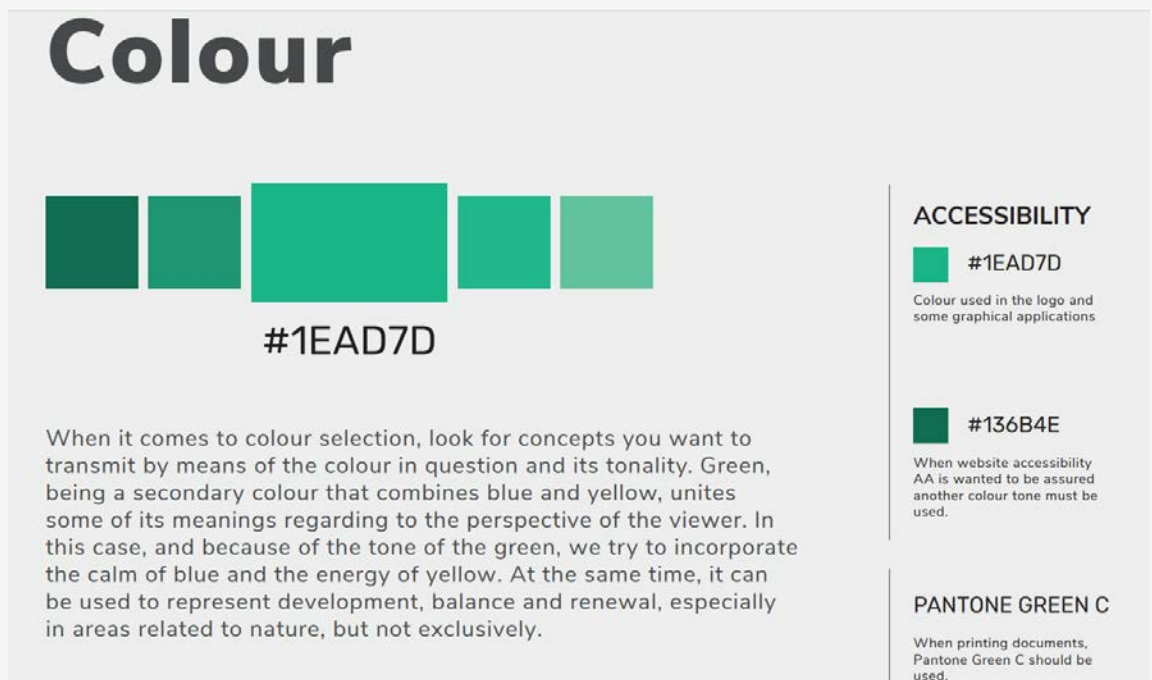 Colour
#1EAD7D
When it comes to colour selection, look for concepts you want to
transmit by means of the colour in question and its tonality. Green,
being a secondary colour that combines blue and yellow, unites
some of its meanings regarding to the perspective of the viewer. In
this case, and because of the tone of the green, we try to incorporate
the calm of blue and the energy of yellow. At the same time, it can
be used to represent development, balance and renewal, especially
in areas related to nature, but not exclusively.
ACCESSIBILITY
#1EAD7D
Colour used in the logo and
some graphical applications
#136B4E
When website accessibility
AA is wanted to be assured
another colour tone must be
used.
PANTONE GREEN C
When printing documents,
Pantone Green C should be
used.